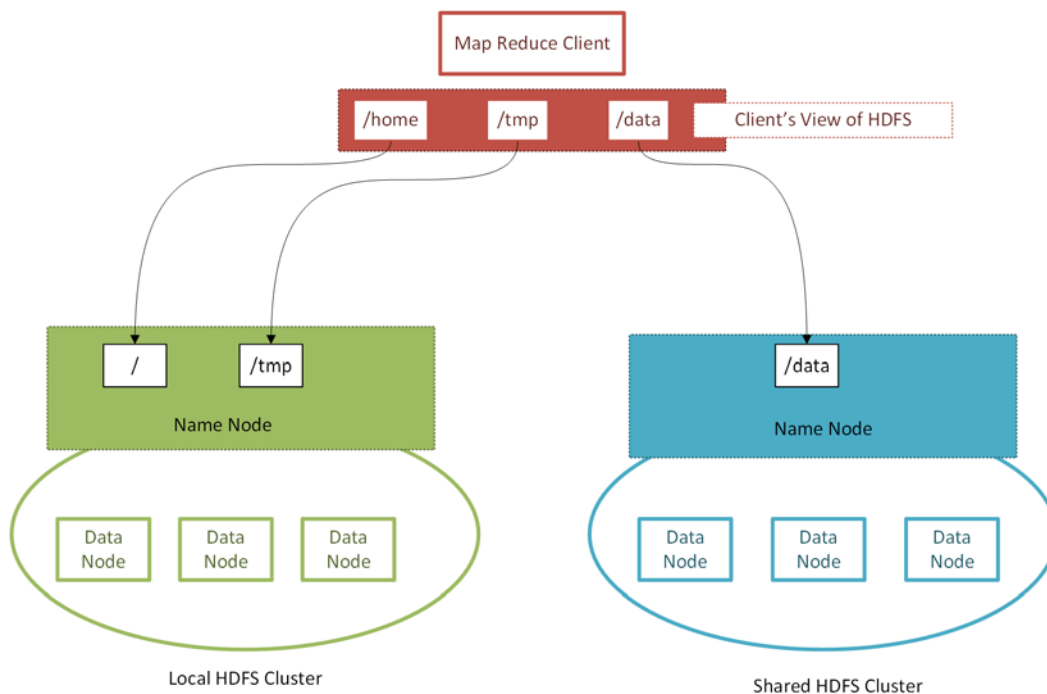 Map Reduce Client
/home
/tmp
/data
Client's View of HDFS
/
/tmp
Name Node
/data
Name Node
Data
Node
Data
Node
Data
Node
Data
Node
Data
Node
Data
Node
Local HDFS Cluster
Shared HDFS Cluster